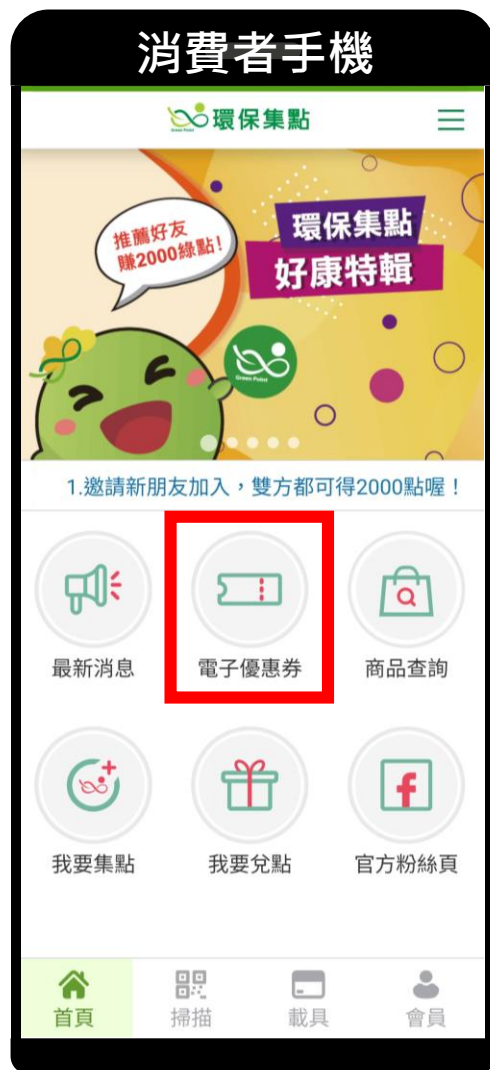 消費者手機
環保集點
Green Point
推薦好友
賺2000綠點!
環保集點
好康特輯
Green Point
1.邀請新朋友加入，雙方都可得2000點喔！
最新消息
電子優惠券
商品查詢
我要集點
我要兌點
官方粉絲頁
首頁
掃描
載具
會員